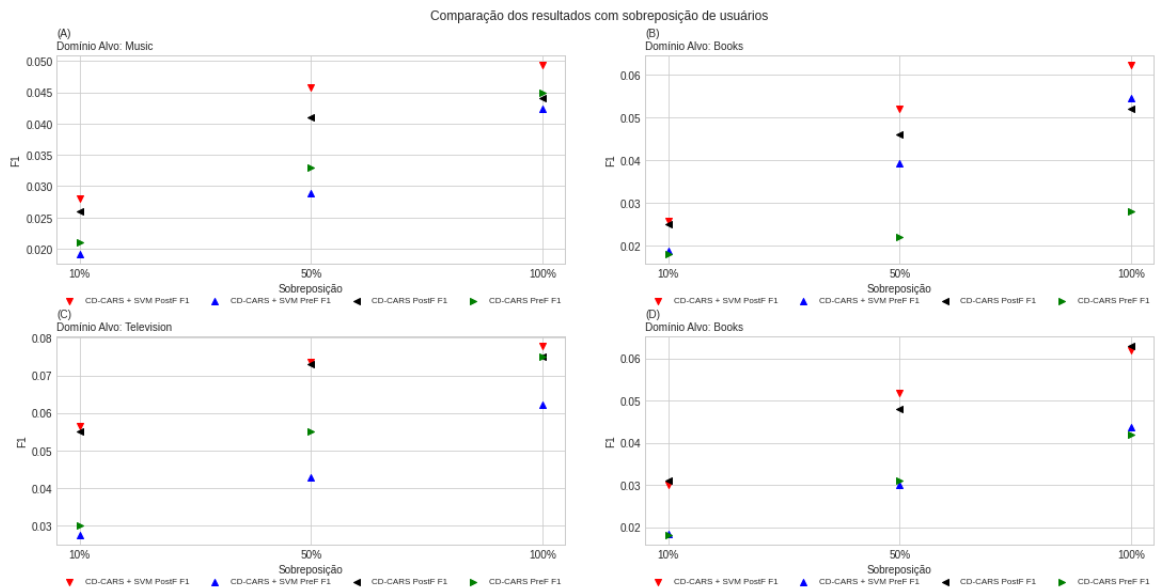 Comparação dos resultados com sobreposição de usuários
(A)
Domínio Alvo: Music
0.050
0.045
0.040
0.035
0.030
0.025
0.020
F1
10%
50%
100%
Sobreposição
CD-CARS + SVM PostF F1
CD-CARS + SVM PreF F1
CD-CARS PostF F1
CD-CARS PreF F1
(B)
Domínio Alvo: Books
0.06
0.05
0.04
0.03
0.02
F1
10%
50%
100%
Sobreposição
CD-CARS + SVM PostF F1
CD-CARS + SVM PreF F1
CD-CARS PostF F1
CD-CARS PreF F1
(C)
Domínio Alvo: Television
0.08
0.07
0.06
0.05
0.04
0.03
F1
10%
50%
100%
Sobreposição
CD-CARS + SVM PostF F1
CD-CARS + SVM PreF F1
CD-CARS PostF F1
CD-CARS PreF F1
(D)
Domínio Alvo: Books
0.06
0.05
0.04
0.03
0.02
F1
10%
50%
100%
Sobreposição
CD-CARS + SVM PostF F1
CD-CARS + SVM PreF F1
CD-CARS PostF F1
CD-CARS PreF F1